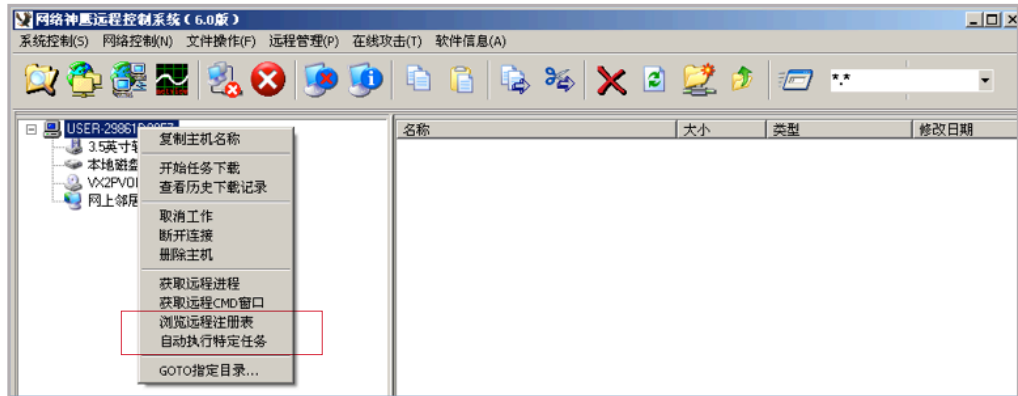 网络神鹰远程控制系统(6.0版)
系统控制(S) 网络控制(N) 文件操作(F) 远程管理(P) 在线攻击(T) 软件信息(A)
*.*
名称 大小 类型 修改日期
USER-29861
3.5英寸
本地磁盘
VX2PVO
网上邻居
复制主机名称
开始任务下载
查看历史下载记录
取消工作
断开连接
删除主机
获取远程进程
获取远程CMD窗口
浏览远程注册表
自动执行特定任务
GOTO指定目录...